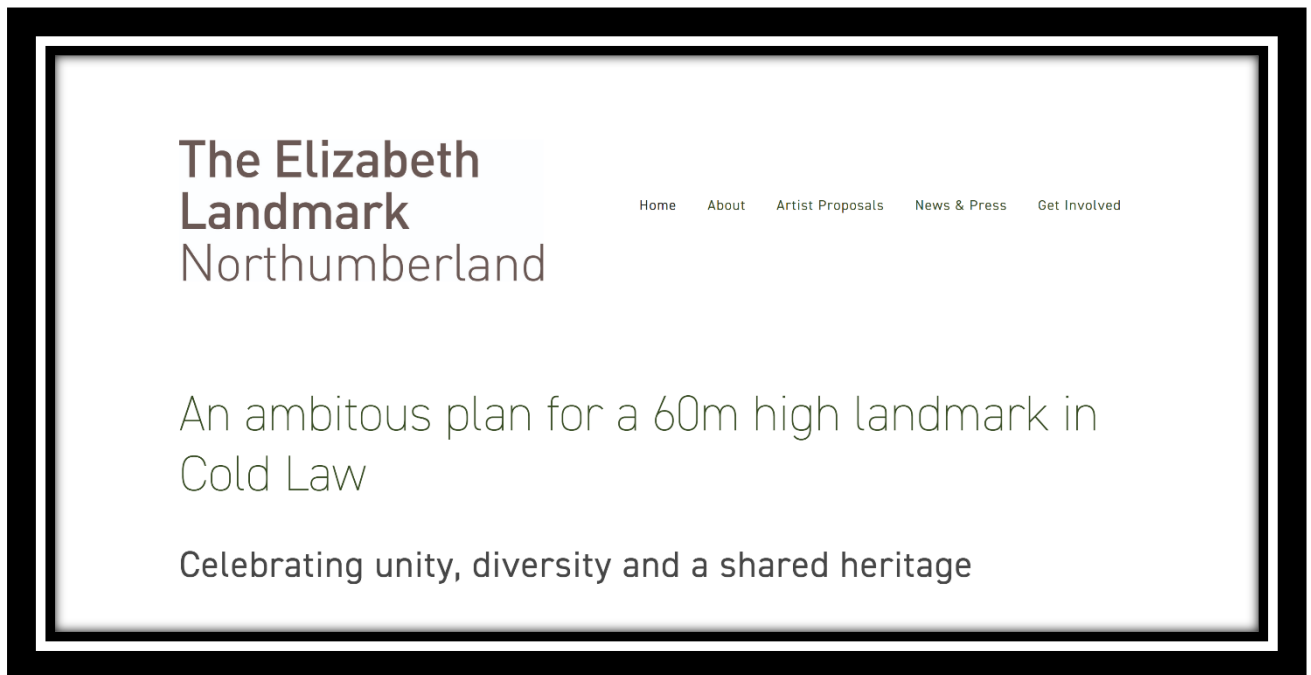 The Elizabeth
Landmark
Northumberland
Home About Artist Proposals News & Press Get Involved
An ambitous plan for a 60m high landmark in
Cold Law
Celebrating unity, diversity and a shared heritage